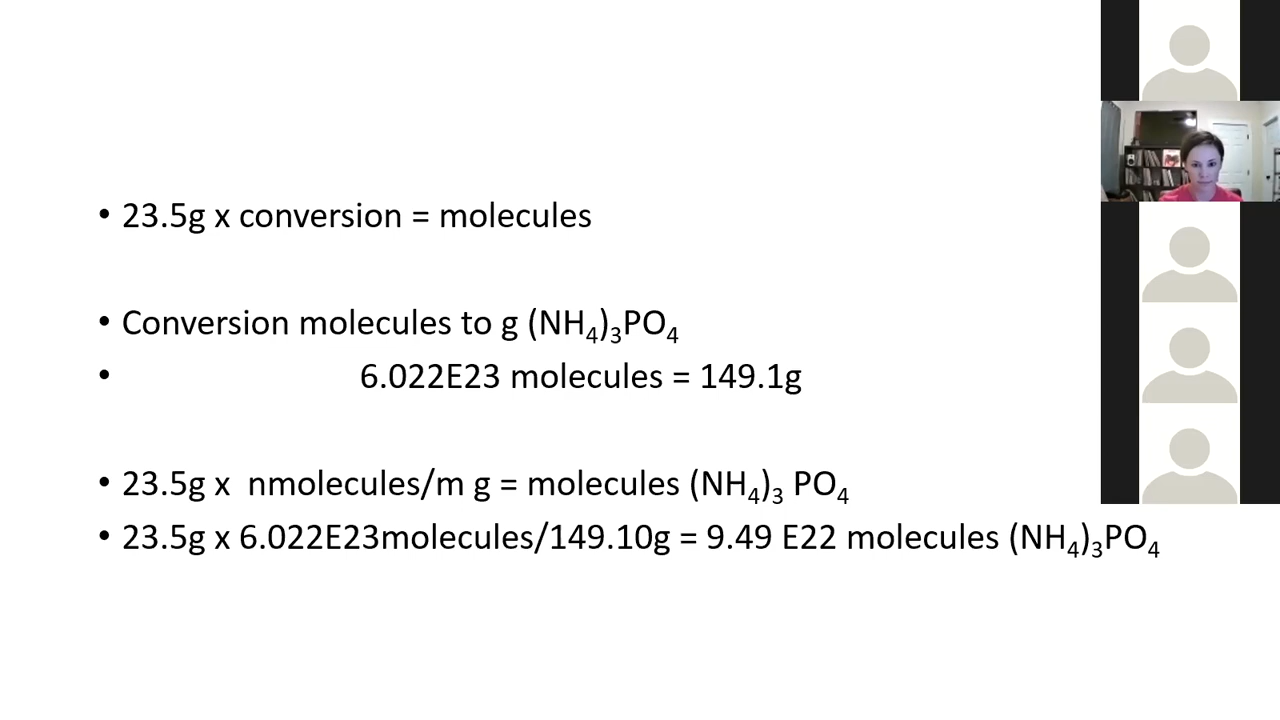 • 23.5g x conversion = molecules
• Conversion molecules to g (NH₄)₃PO₄
• 6.022E23 molecules = 149.1g
• 23.5g x  nmolecules/m g = molecules (NH₄)₃ PO₄
• 23.5g x 6.022E23molecules/149.10g = 9.49 E22 molecules (NH₄)₃PO₄